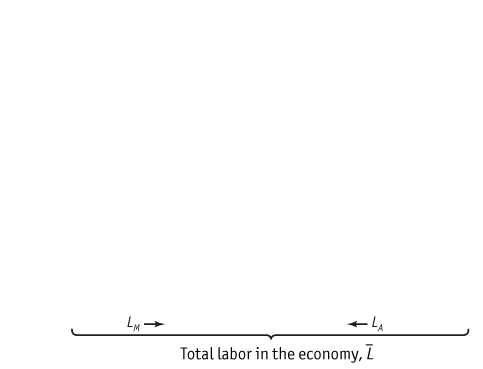 L_M → ← L_A
Total labor in the economy, L̅